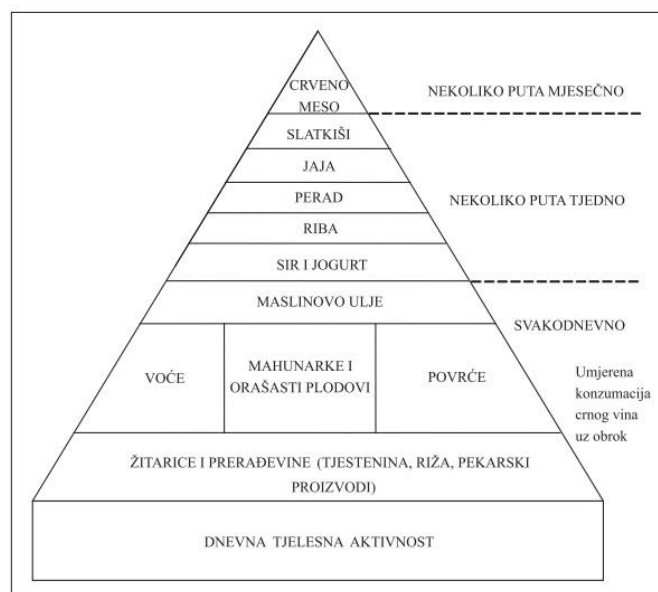 CRVENO
MESO
NEKOLIKO PUTA MJESEČNO
SLATKIŠI
JAJA
PERAD
NEKOLIKO PUTA TJEDNO
RIBA
SIR I JOGURT
MASLINOVO ULJE
SVAKODNEVNO
VOĆE
MAHUNARKE I
ORAŠASTI PLODOVI
POVRĆE
Umjerena
konzumacija
crnog vina
uz obrok
ŽITARICE I PRERAĐEVINE (TJESTENINA, RIŽA, PEKARSKI
PROIZVODI)
DNEVNA TJELESNA AKTIVNOST